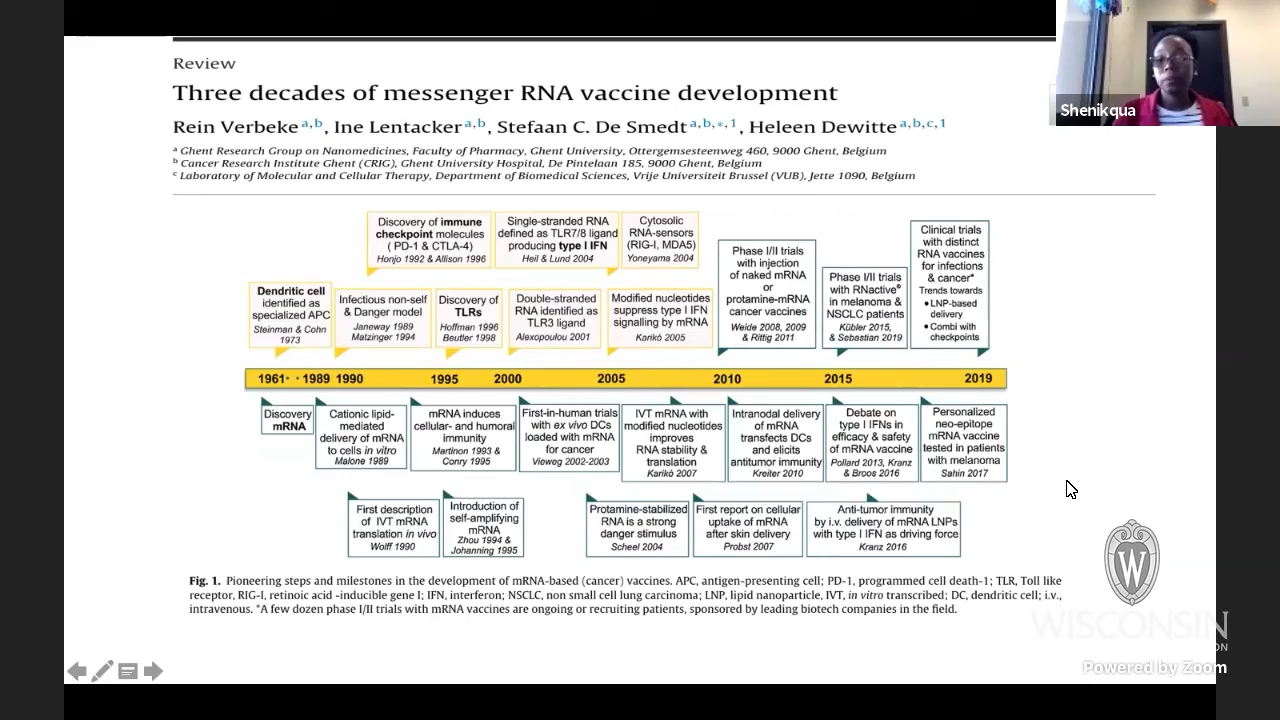 Review
Three decades of messenger RNA vaccine development
Rein Verbeke a,b, Ine Lentacker a,b, Stefaan C. De Smedt a,b,*,1, Heleen Dewitte a,b,c,1
a Ghent Research Group on Nanomedicines, Faculty of Pharmacy, Ghent University, Ottergemsesteenweg 460, 9000 Ghent, Belgium
b Cancer Research Institute Ghent (CRIG), Ghent University Hospital, De Pintelaan 185, 9000 Ghent, Belgium
c Laboratory of Molecular and Cellular Therapy, Department of Biomedical Sciences, Vrije Universiteit Brussel (VUB), Jette 1090, Belgium
Shenikqua
Discovery of immune
checkpoint molecules
( PD-1 & CTLA-4)
Honjo 1992 & Allison 1996
Single-stranded RNA
defined as TLR7/8 ligand
producing type I IFN
Heil & Lund 2004
Cytosolic
RNA-sensors
(RIG-I, MDA5)
Yoneyama 2004
Phase I/II trials
with injection
of naked mRNA
or
protamine-mRNA
cancer vaccines
Weide 2008, 2009
& Rittig 2011
Phase I/II trials
with RNactive®
in melanoma &
NSCLC patients
Kübler 2015,
& Sebastian 2019
Clinical trials
with distinct
RNA vaccines
for infections
& cancer*
Trends towards
•LNP-based
delivery
• Combi with
checkpoints
Dendritic cell
identified as
specialized APC
Steinman & Cohn
1973
Infectious non-self
& Danger model
Janeway 1989
Matzinger 1994
Discovery of
TLRs
Hoffman 1996
Beutler 1998
Double-stranded
RNA identified as
TLR3 ligand
Alexopoulou 2001
Modified nucleotides
suppress type I IFN
signalling by mRNA
Karikó 2005
1961· · 1989 1990 1995 2000 2005 2010 2015 2019
Discovery
mRNA
Cationic lipid-
mediated
delivery of mRNA
to cells in vitro
Malone 1989
mRNA induces
cellular- and humoral
immunity
Martinon 1993 &
Conry 1995
First-in-human trials
with ex vivo DCs
loaded with mRNA
for cancer
Vieweg 2002-2003
IVT mRNA with
modified nucleotides
improves
RNA stability &
translation
Karikó 2007
Intranodal delivery
of mRNA
transfects DCs
and elicits
antitumor immunity
Kreiter 2010
Debate on
type I IFNs in
efficacy & safety
of mRNA vaccine
Pollard 2013, Kranz
& Broos 2016
Personalized
neo-epitope
mRNA vaccine
tested in patients
with melanoma
Sahin 2017
First description
of IVT mRNA
translation in vivo
Wolff 1990
Introduction of
self-amplifying
mRNA
Zhou 1994 &
Johanning 1995
Protamine-stabilized
RNA is a strong
danger stimulus
Scheel 2004
First report on cellular
uptake of mRNA
after skin delivery
Probst 2007
Anti-tumor immunity
by i.v. delivery of mRNA LNPs
with type I IFN as driving force
Kranz 2016
Fig. 1. Pioneering steps and milestones in the development of mRNA-based (cancer) vaccines. APC, antigen-presenting cell; PD-1, programmed cell death-1; TLR, Toll like
receptor, RIG-I, retinoic acid -inducible gene I; IFN, interferon; NSCLC, non small cell lung carcinoma; LNP, lipid nanoparticle, IVT, in vitro transcribed; DC, dendritic cell; i.v.,
intravenous. *A few dozen phase I/II trials with mRNA vaccines are ongoing or recruiting patients, sponsored by leading biotech companies in the field.
W
WISCONSIN
ON
Powered by Zoom